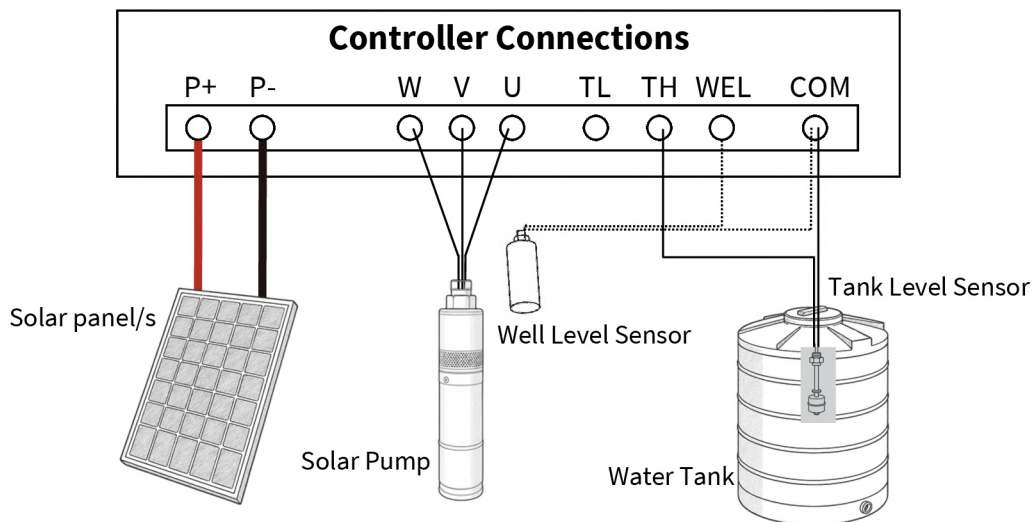 Controller Connections
P+ P- W V U TL TH WEL COM
Solar panel/s
Well Level Sensor
Tank Level Sensor
Solar Pump
Water Tank